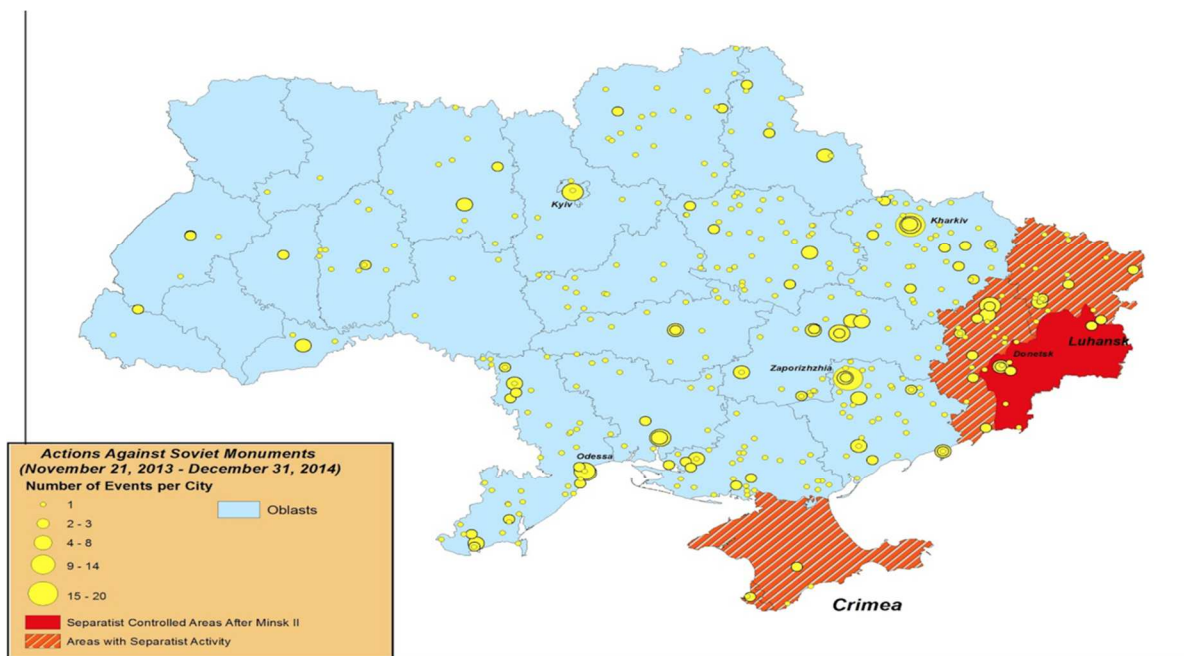 Kyiv
Kharkiv
Luhansk
Donetsk
Zaporizhzhia
Odessa
Crimea
Actions Against Soviet Monuments
(November 21, 2013 - December 31, 2014)
Number of Events per City
1
2 - 3
4 - 8
9 - 14
15 - 20
Oblasts
Separatist Controlled Areas After Minsk II
Areas with Separatist Activity